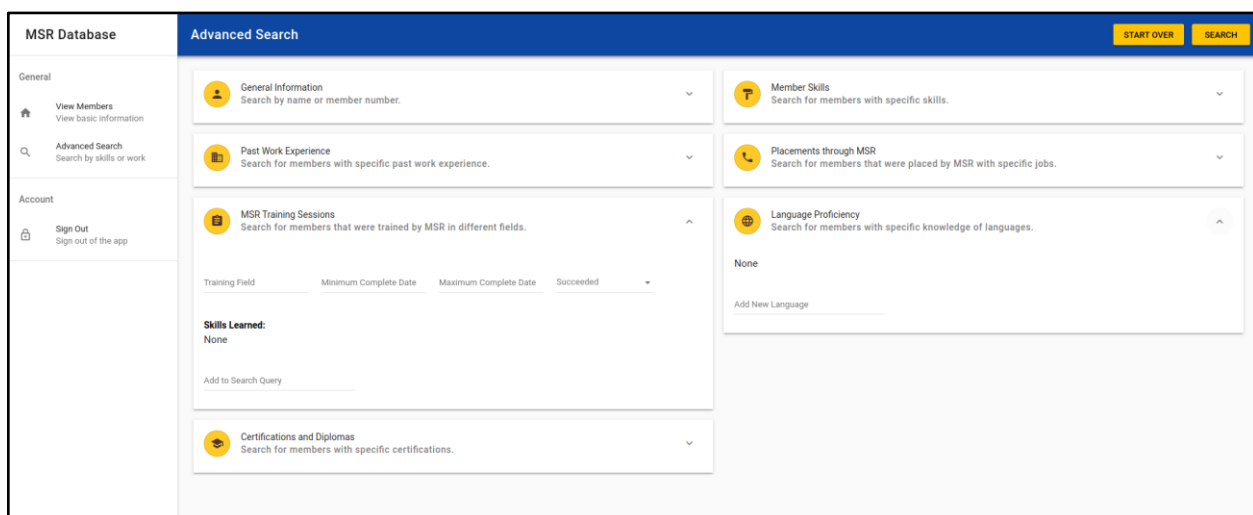 MSR Database
Advanced Search
START OVER
SEARCH
General
View Members
View basic information
Advanced Search
Search by skills or work
Account
Sign Out
Sign out of the app
General Information
Search by name or member number.
Past Work Experience
Search for members with specific past work experience.
MSR Training Sessions
Search for members that were trained by MSR in different fields.
Training Field
Minimum Complete Date
Maximum Complete Date
Succeeded
Skills Learned:
None
Add to Search Query
Certifications and Diplomas
Search for members with specific certifications.
Member Skills
Search for members with specific skills.
Placements through MSR
Search for members that were placed by MSR with specific jobs.
Language Proficiency
Search for members with specific knowledge of languages.
None
Add New Language